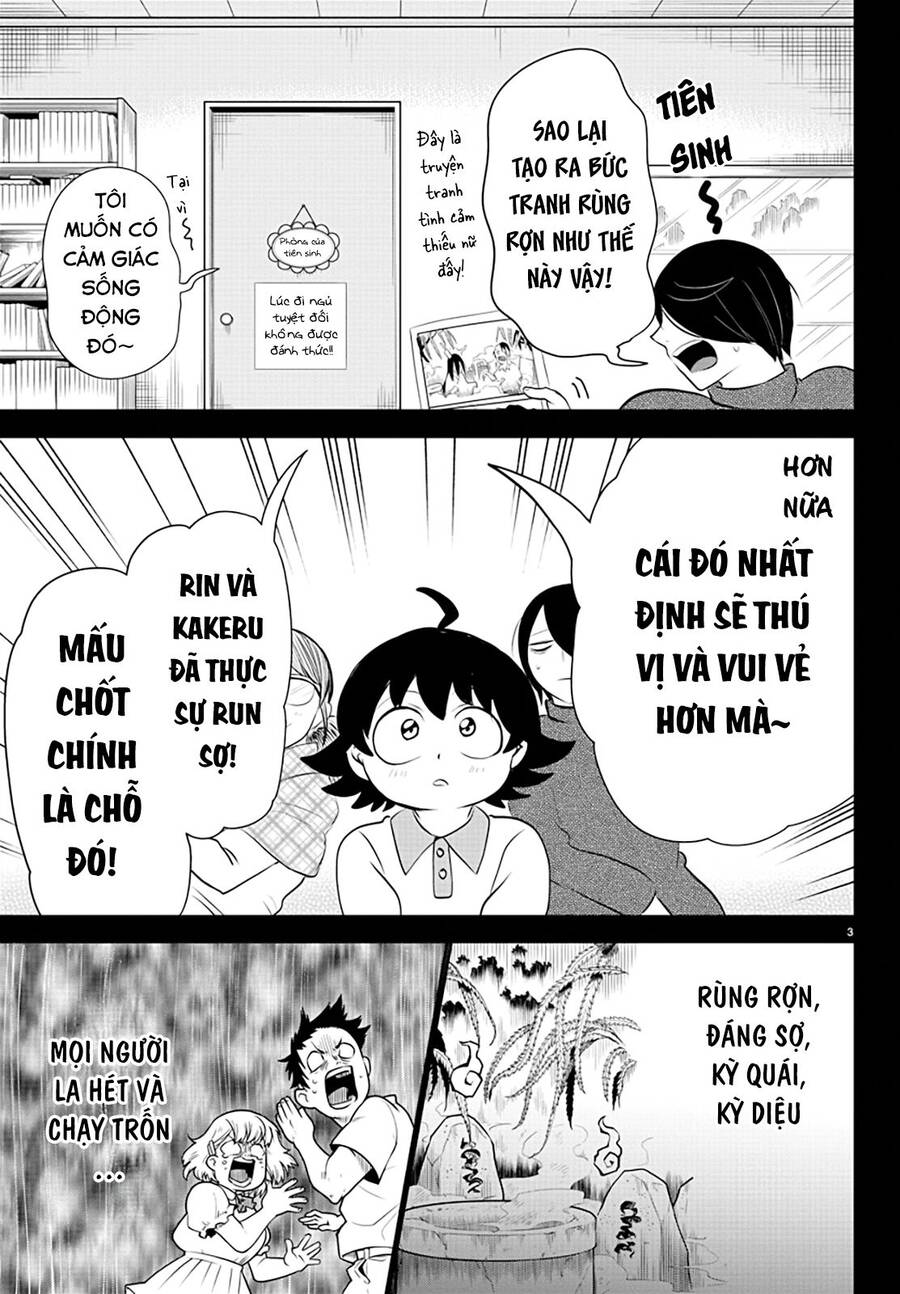 TIÊN
SINH
SAO LẠI
TẠO RA BỨC
TRANH RÙNG
RỢN NHƯ THẾ
NÀY VẬY!
Đây là
truyện
tranh
tình cảm
thiếu nữ
đấy!
Phòng của
tiên sinh
Lúc đi ngủ
tuyệt đối
không được
đánh thức!!
Tại
vì
TÔI
MUỐN CÓ
CẢM GIÁC
SỐNG
ĐỘNG
ĐÓ~
HƠN
NỮA
CÁI ĐÓ NHẤT
ĐỊNH SẼ THÚ
VỊ VÀ VUI VẺ
HƠN MÀ~
RIN VÀ
KAKERU
ĐÃ THỰC
SỰ RUN
SỢ!
MẤU
CHỐT
CHÍNH
LÀ CHỖ
ĐÓ!
3
RÙNG RỢN,
ĐÁNG SỢ,
KỲ QUÁI,
KỲ DIỆU
MỌI NGƯỜI
LA HÉT VÀ
CHẠY TRỐN
...